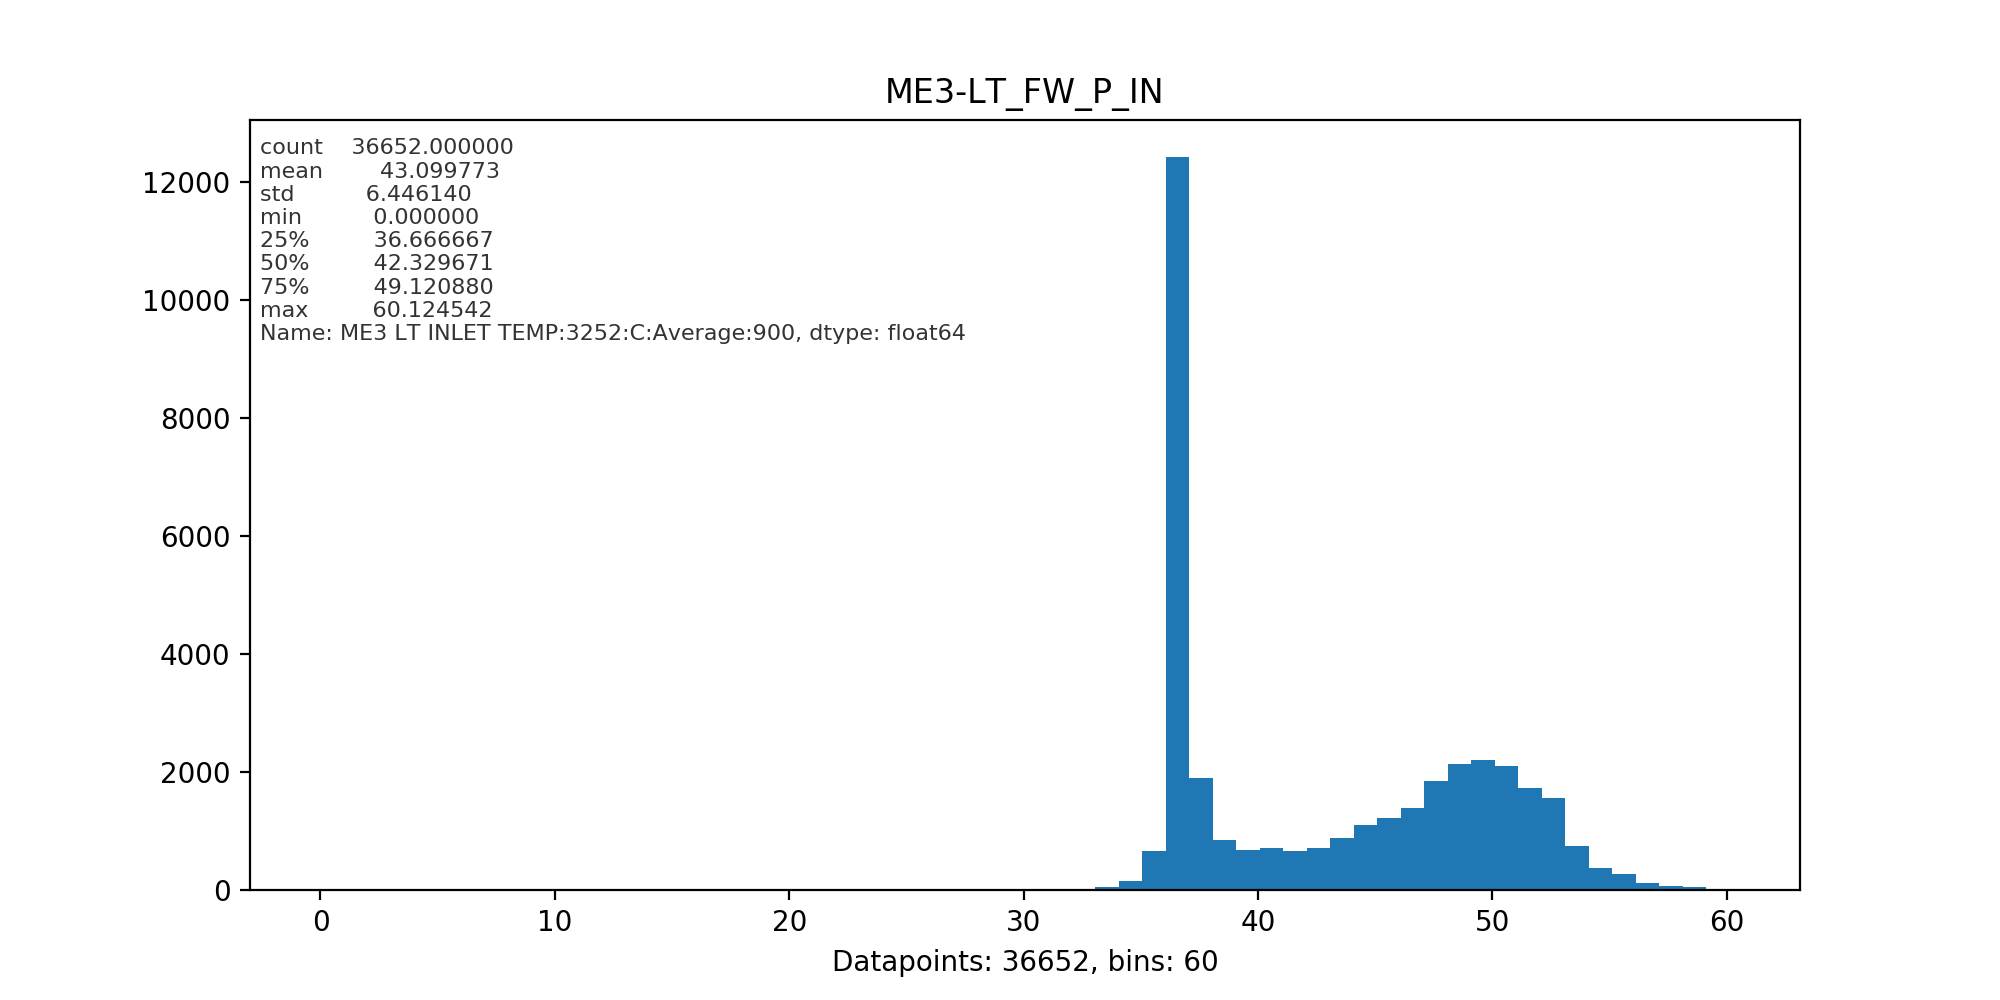 ME3-LT_FW_P_IN
count 36652.000000
mean 43.099773
std 6.446140
min 0.000000
25% 36.666667
50% 42.329671
75% 49.120880
max 60.124542
Name: ME3 LT INLET TEMP:3252:C:Average:900, dtype: float64
12000
10000
8000
6000
4000
2000
0
0 10 20 30 40 50 60
Datapoints: 36652, bins: 60